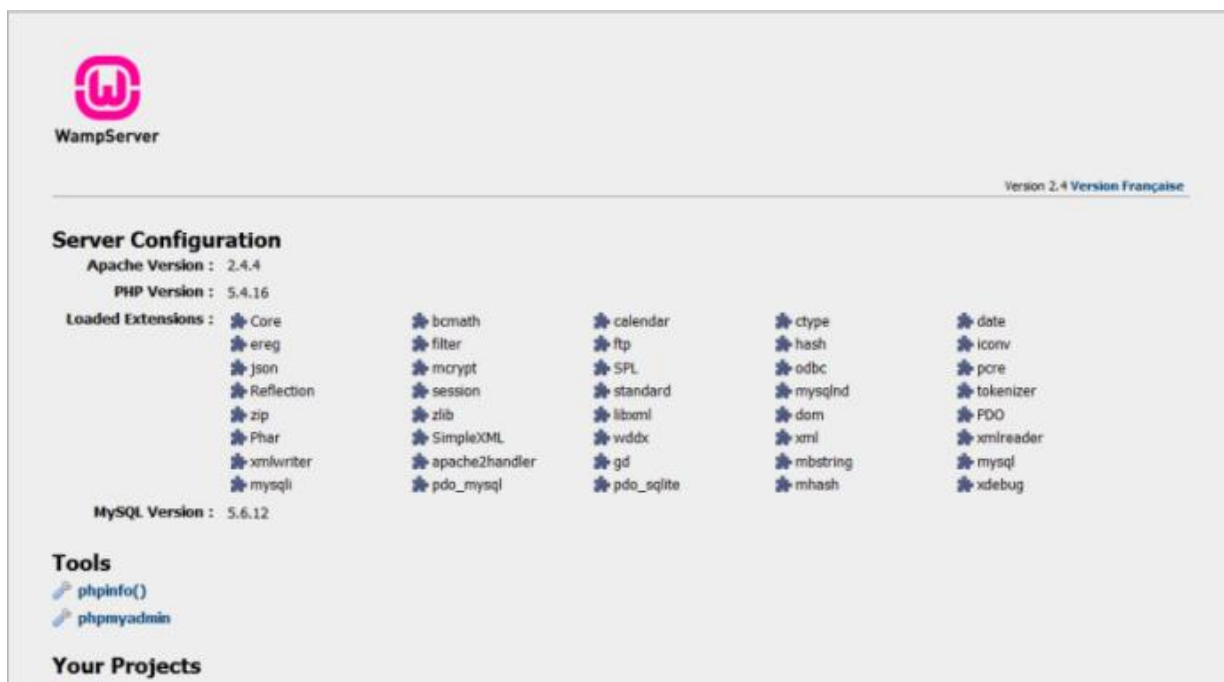 WampServer
Version 2.4 Version Française
Server Configuration
Apache Version : 2.4.4
PHP Version : 5.4.16
Loaded Extensions : Core bcmath calendar ctype date
ereg filter ftp hash iconv
json mcrypt SPL odbc pcre
Reflection session standard mysqlnd tokenizer
zip zlib libxml dom PDO
Phar SimpleXML wddx xml xmlreader
xmlwriter apache2handler gd mbstring mysql
mysqli pdo_mysql pdo_sqlite mhash xdebug
MySQL Version : 5.6.12
Tools
phpinfo()
phpmyadmin
Your Projects